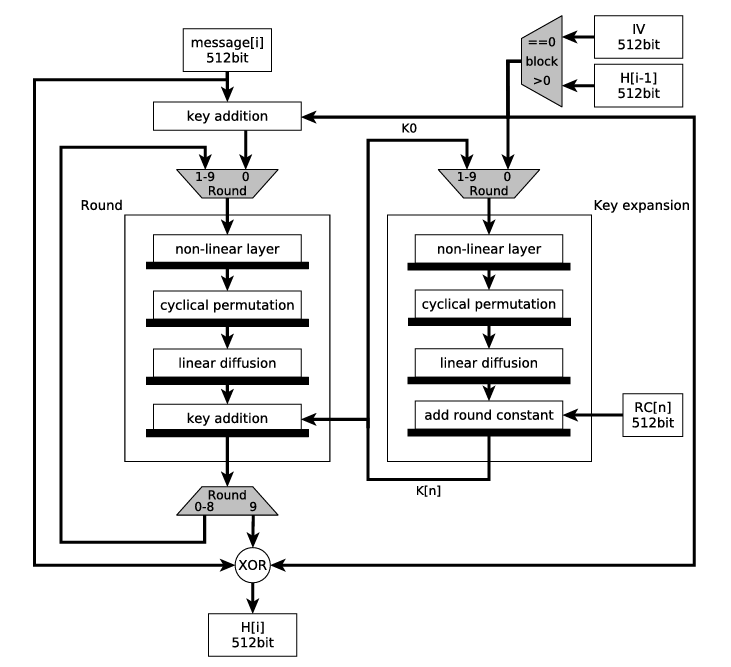 message[i]
512bit
==0
block
>0
IV
512bit
H[i-1]
512bit
key addition
K0
1-9 0
Round
1-9 0
Round
Round
Key expansion
non-linear layer
non-linear layer
cyclical permutation
cyclical permutation
linear diffusion
linear diffusion
key addition
add round constant
RC[n]
512bit
K[n]
Round
0-8 9
XOR
H[i]
512bit